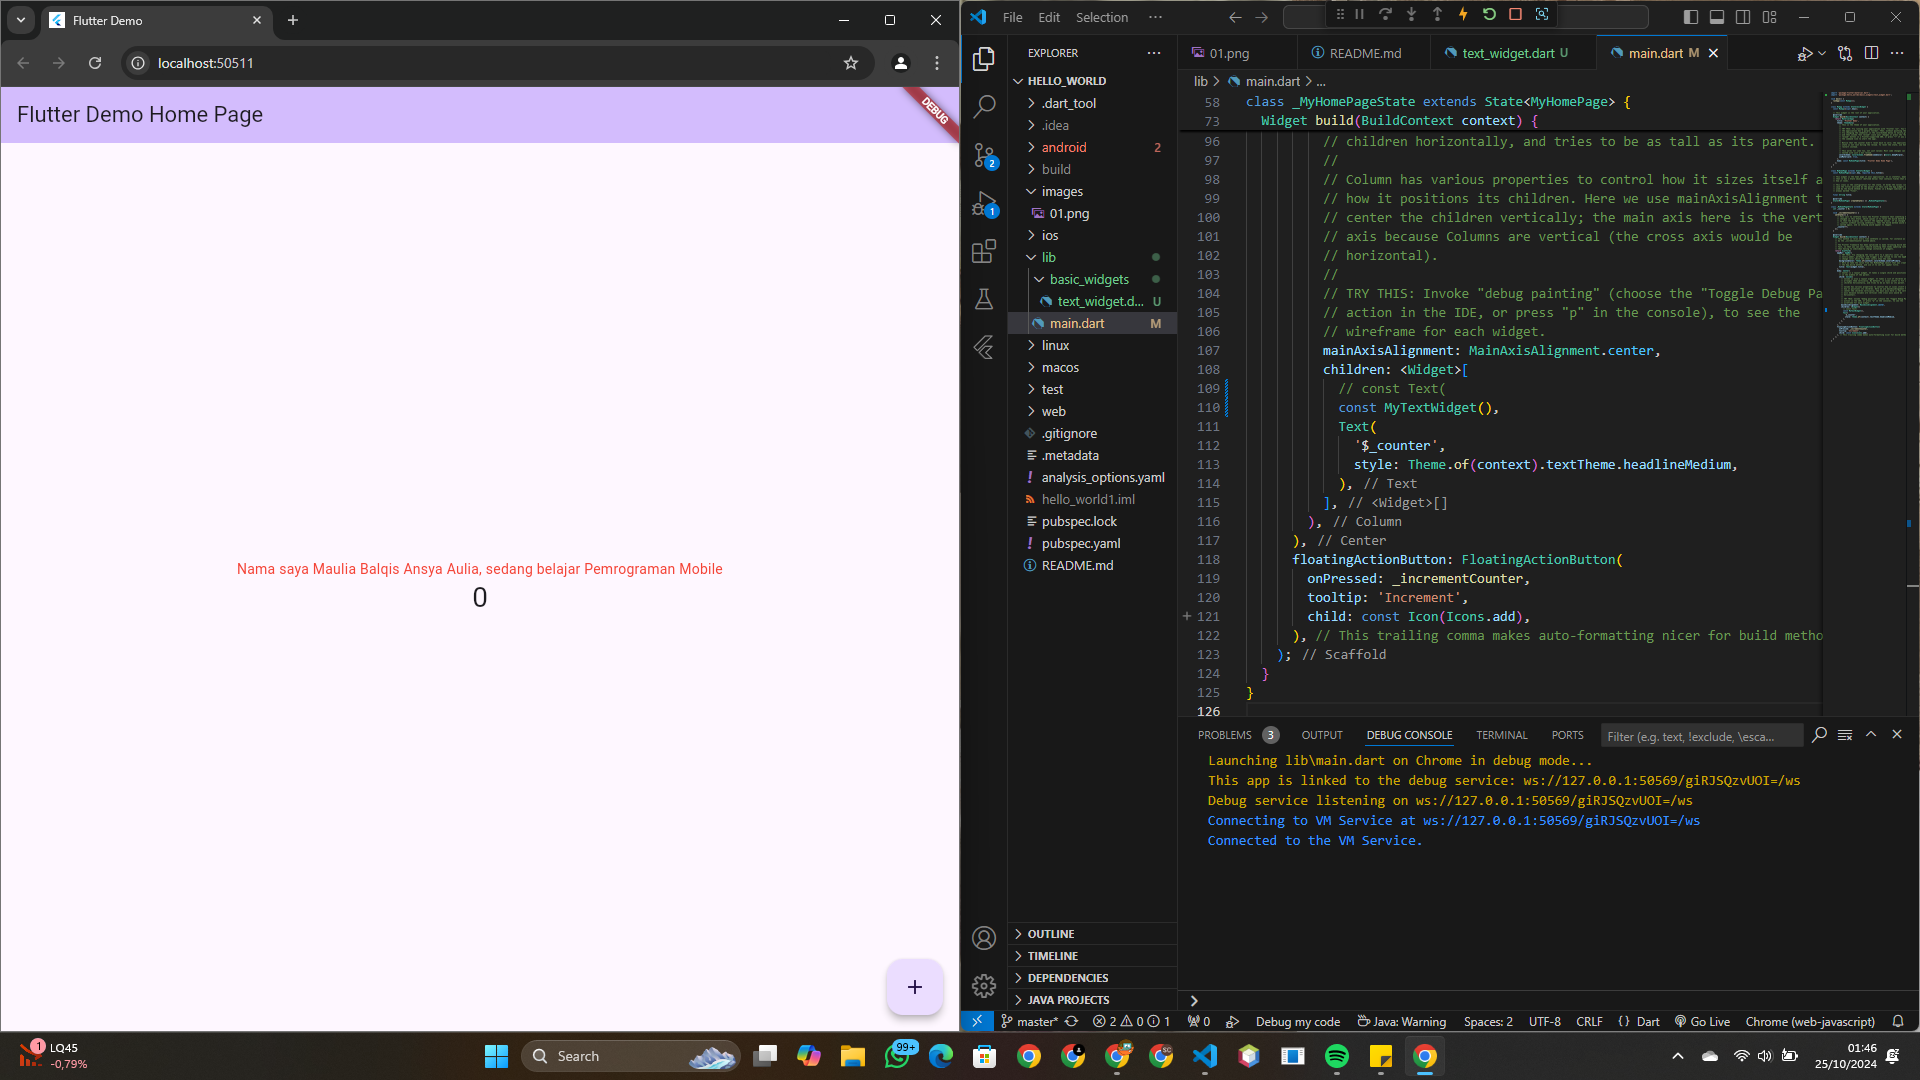 Flutter Demo
localhost:50511
Flutter Demo Home Page
DEBUG
Nama saya Maulia Balqis Ansya Aulia, sedang belajar Pemrograman Mobile
0
+
File Edit Selection ...
EXPLORER
HELLO_WORLD
.dart_tool
.idea
android 2
build
images
01.png
ios
lib
basic_widgets
text_widget.d... U
main.dart M
linux
macos
test
web
.gitignore
.metadata
analysis_options.yaml
hello_world1.iml
pubspec.lock
pubspec.yaml
README.md
OUTLINE
TIMELINE
DEPENDENCIES
JAVA PROJECTS
2
1
01.png README.md text_widget.dart U main.dart M
lib > main.dart > ...
58 class _MyHomePageState extends State<MyHomePage> {
73 Widget build(BuildContext context) {
96 // children horizontally, and tries to be as tall as its parent.
97 //
98 // Column has various properties to control how it sizes itself a
99 // how it positions its children. Here we use mainAxisAlignment t
100 // center the children vertically; the main axis here is the vert
101 // axis because Columns are vertical (the cross axis would be
102 // horizontal).
103 //
104 // TRY THIS: Invoke "debug painting" (choose the "Toggle Debug Pa
105 // action in the IDE, or press "p" in the console), to see the
106 // wireframe for each widget.
107 mainAxisAlignment: MainAxisAlignment.center,
108 children: <Widget>[
109 // const Text(
110 const MyTextWidget(),
111 Text(
112 '$_counter',
113 style: Theme.of(context).textTheme.headlineMedium,
114 ), // Text
115 ], // <Widget>[]
116 ), // Column
117 ), // Center
118 floatingActionButton: FloatingActionButton(
119 onPressed: _incrementCounter,
120 tooltip: 'Increment',
121 child: const Icon(Icons.add),
122 ), // This trailing comma makes auto-formatting nicer for build metho
123 ); // Scaffold
124 }
125 }
126
PROBLEMS 3 OUTPUT DEBUG CONSOLE TERMINAL PORTS Filter (e.g. text, !exclude, \esca...
Launching lib\main.dart on Chrome in debug mode...
This app is linked to the debug service: ws://127.0.0.1:50569/giRJSQzvUOI=/ws
Debug service listening on ws://127.0.0.1:50569/giRJSQzvUOI=/ws
Connecting to VM Service at ws://127.0.0.1:50569/giRJSQzvUOI=/ws
Connected to the VM Service.
master* 2 0 1 0 Debug my code Java: Warning Spaces: 2 UTF-8 CRLF {} Dart Go Live Chrome (web-javascript)
1 LQ45
-0,79%
Search
99+
01:46
25/10/2024